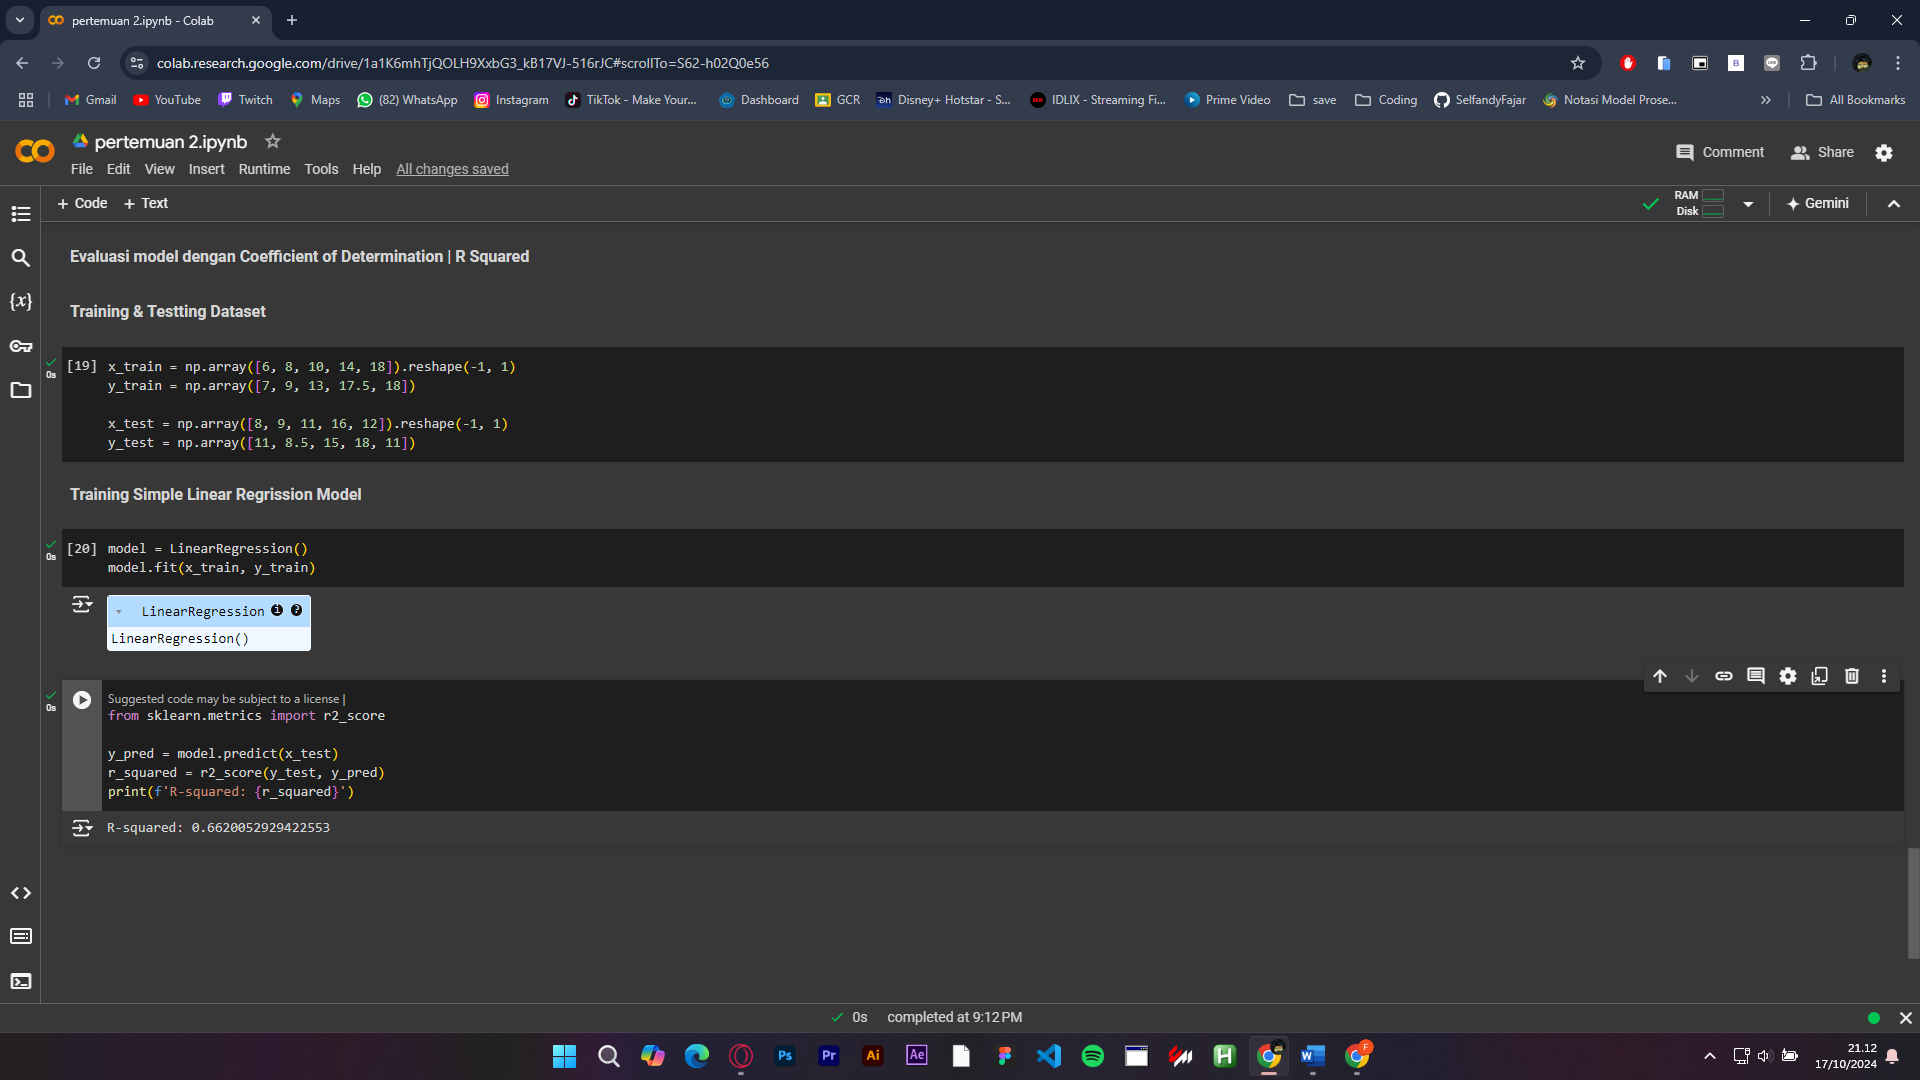 pertemuan 2.ipynb - Colab
colab.research.google.com/drive/1a1K6mhTjQOLH9XxbG3_kB17VJ-516rJC#scrollTo=S62-h02Q0e56
Gmail YouTube Twitch Maps (82) WhatsApp Instagram TikTok - Make Your... Dashboard GCR Disney+ Hotstar - S... IDLIX - Streaming Fi... Prime Video save Coding SelfandyFajar Notasi Model Prose... » All Bookmarks
pertemuan 2.ipynb
Comment Share
File Edit View Insert Runtime Tools Help All changes saved
+ Code + Text
RAM
Disk
Gemini
Evaluasi model dengan Coefficient of Determination | R Squared
Training & Testting Dataset
[19] x_train = np.array([6, 8, 10, 14, 18]).reshape(-1, 1)
0s
y_train = np.array([7, 9, 13, 17.5, 18])
x_test = np.array([8, 9, 11, 16, 12]).reshape(-1, 1)
y_test = np.array([11, 8.5, 15, 18, 11])
Training Simple Linear Regrission Model
[20] model = LinearRegression()
0s
model.fit(x_train, y_train)
LinearRegression i ?
LinearRegression()
Suggested code may be subject to a license |
0s
from sklearn.metrics import r2_score
y_pred = model.predict(x_test)
r_squared = r2_score(y_test, y_pred)
print(f'R-squared: {r_squared}')
R-squared: 0.6620052929422553
0s completed at 9:12 PM
Ps Pr Ai Ae H W F
21.12
17/10/2024